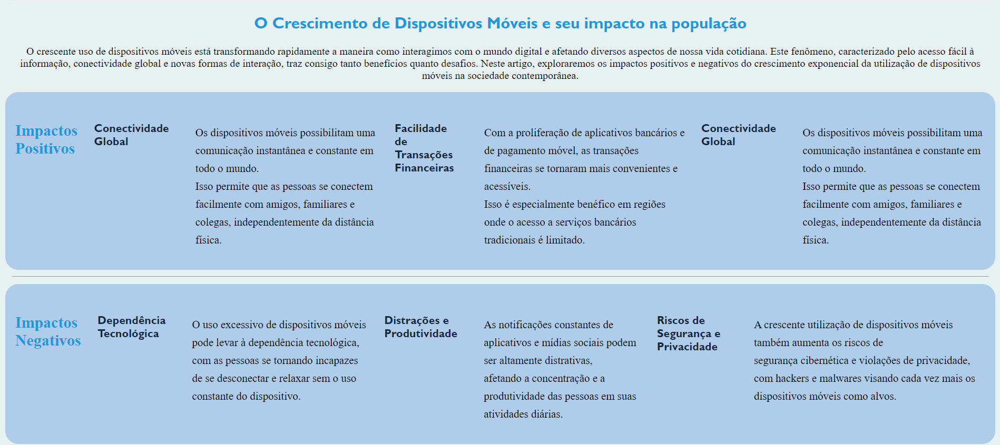 O Crescimento de Dispositivos Móveis e seu impacto na população
O crescente uso de dispositivos móveis está transformando rapidamente a maneira como interagimos com o mundo digital e afetando diversos aspectos de nossa vida cotidiana. Este fenômeno, caracterizado pelo acesso fácil à
informação, conectividade global e novas formas de interação, traz consigo tanto benefícios quanto desafios. Neste artigo, exploraremos os impactos positivos e negativos do crescimento exponencial da utilização de dispositivos
móveis na sociedade contemporânea.
Impactos
Positivos
Conectividade
Global
Os dispositivos móveis possibilitam uma
comunicação instantânea e constante em
todo o mundo.
Isso permite que as pessoas se conectem
facilmente com amigos, familiares e
colegas, independentemente da distância
física.
Facilidade
de
Transações
Financeiras
Com a proliferação de aplicativos bancários e
de pagamento móvel, as transações
financeiras se tornaram mais convenientes e
acessíveis.
Isso é especialmente benéfico em regiões
onde o acesso a serviços bancários
tradicionais é limitado.
Conectividade
Global
Os dispositivos móveis possibilitam uma
comunicação instantânea e constante em
todo o mundo.
Isso permite que as pessoas se conectem
facilmente com amigos, familiares e
colegas, independentemente da distância
física.
Impactos
Negativos
Dependência
Tecnológica
O uso excessivo de dispositivos móveis
pode levar à dependência tecnológica,
com as pessoas se tornando incapazes
de se desconectar e relaxar sem o uso
constante do dispositivo.
Distrações e
Produtividade
As notificações constantes de
aplicativos e mídias sociais podem
ser altamente distrativas,
afetando a concentração e a
produtividade das pessoas em suas
atividades diárias.
Riscos de
Segurança e
Privacidade
A crescente utilização de dispositivos móveis
também aumenta os riscos de
segurança cibernética e violações de privacidade,
com hackers e malwares visando cada vez mais os
dispositivos móveis como alvos.